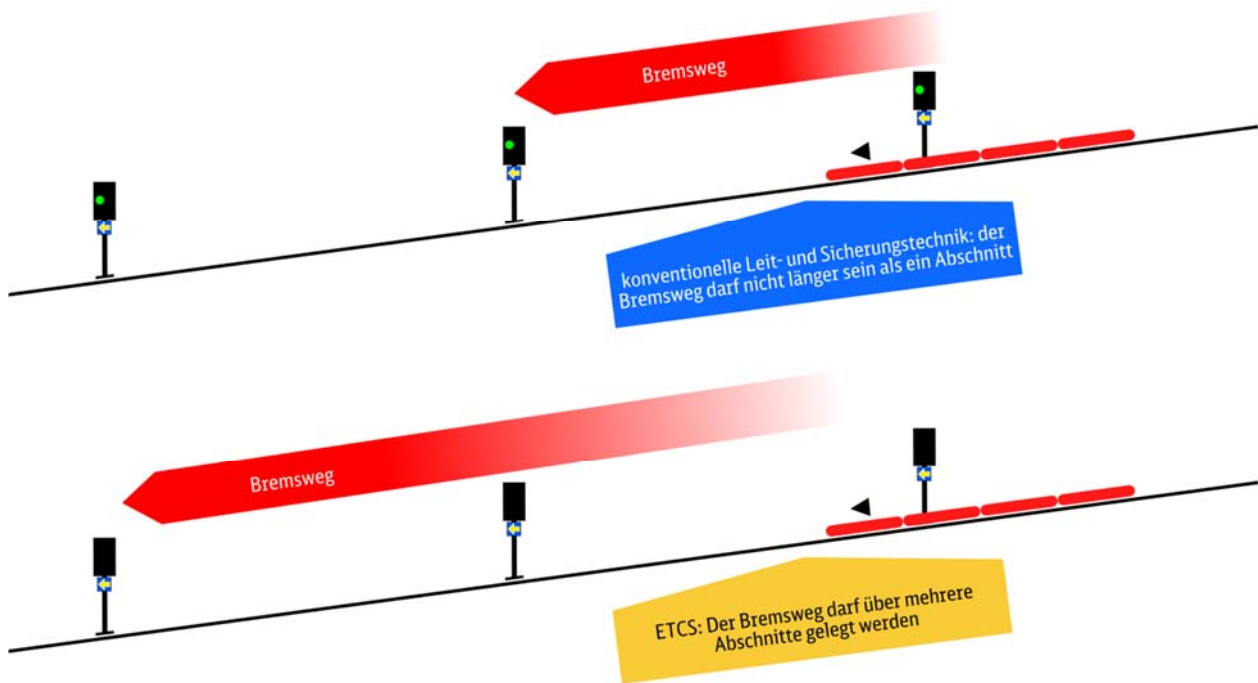 Bremsweg
konventionelle Leit- und Sicherungstechnik: der
Bremsweg darf nicht länger sein als ein Abschnitt
Bremsweg
ETCS: Der Bremsweg darf über mehrere
Abschnitte gelegt werden